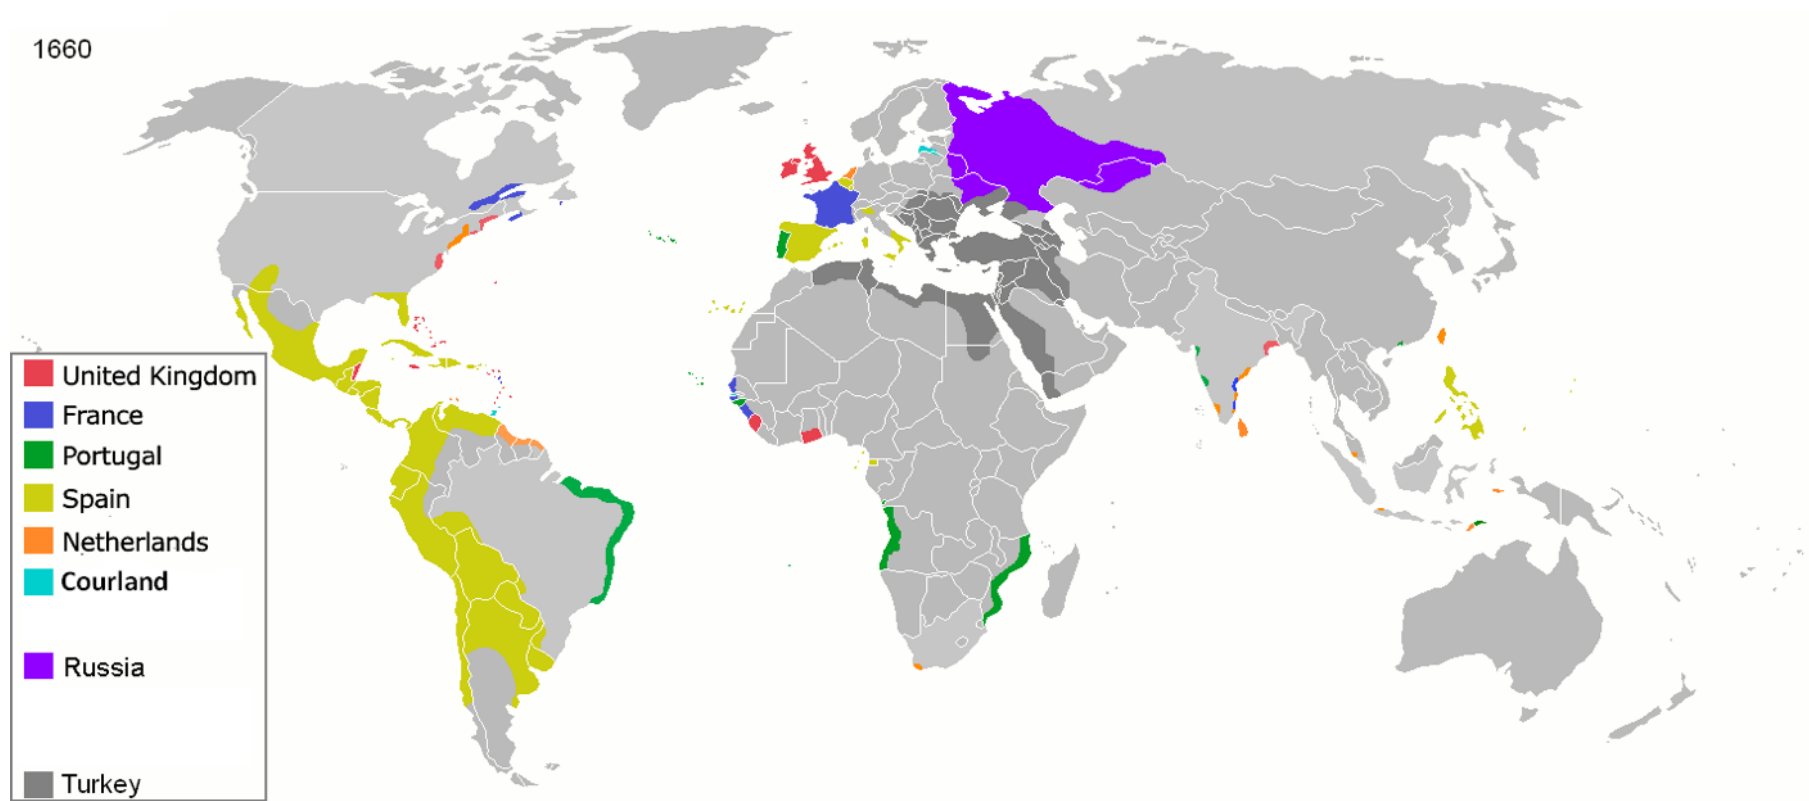 1660
United Kingdom
France
Portugal
Spain
Netherlands
Courland
Russia
Turkey